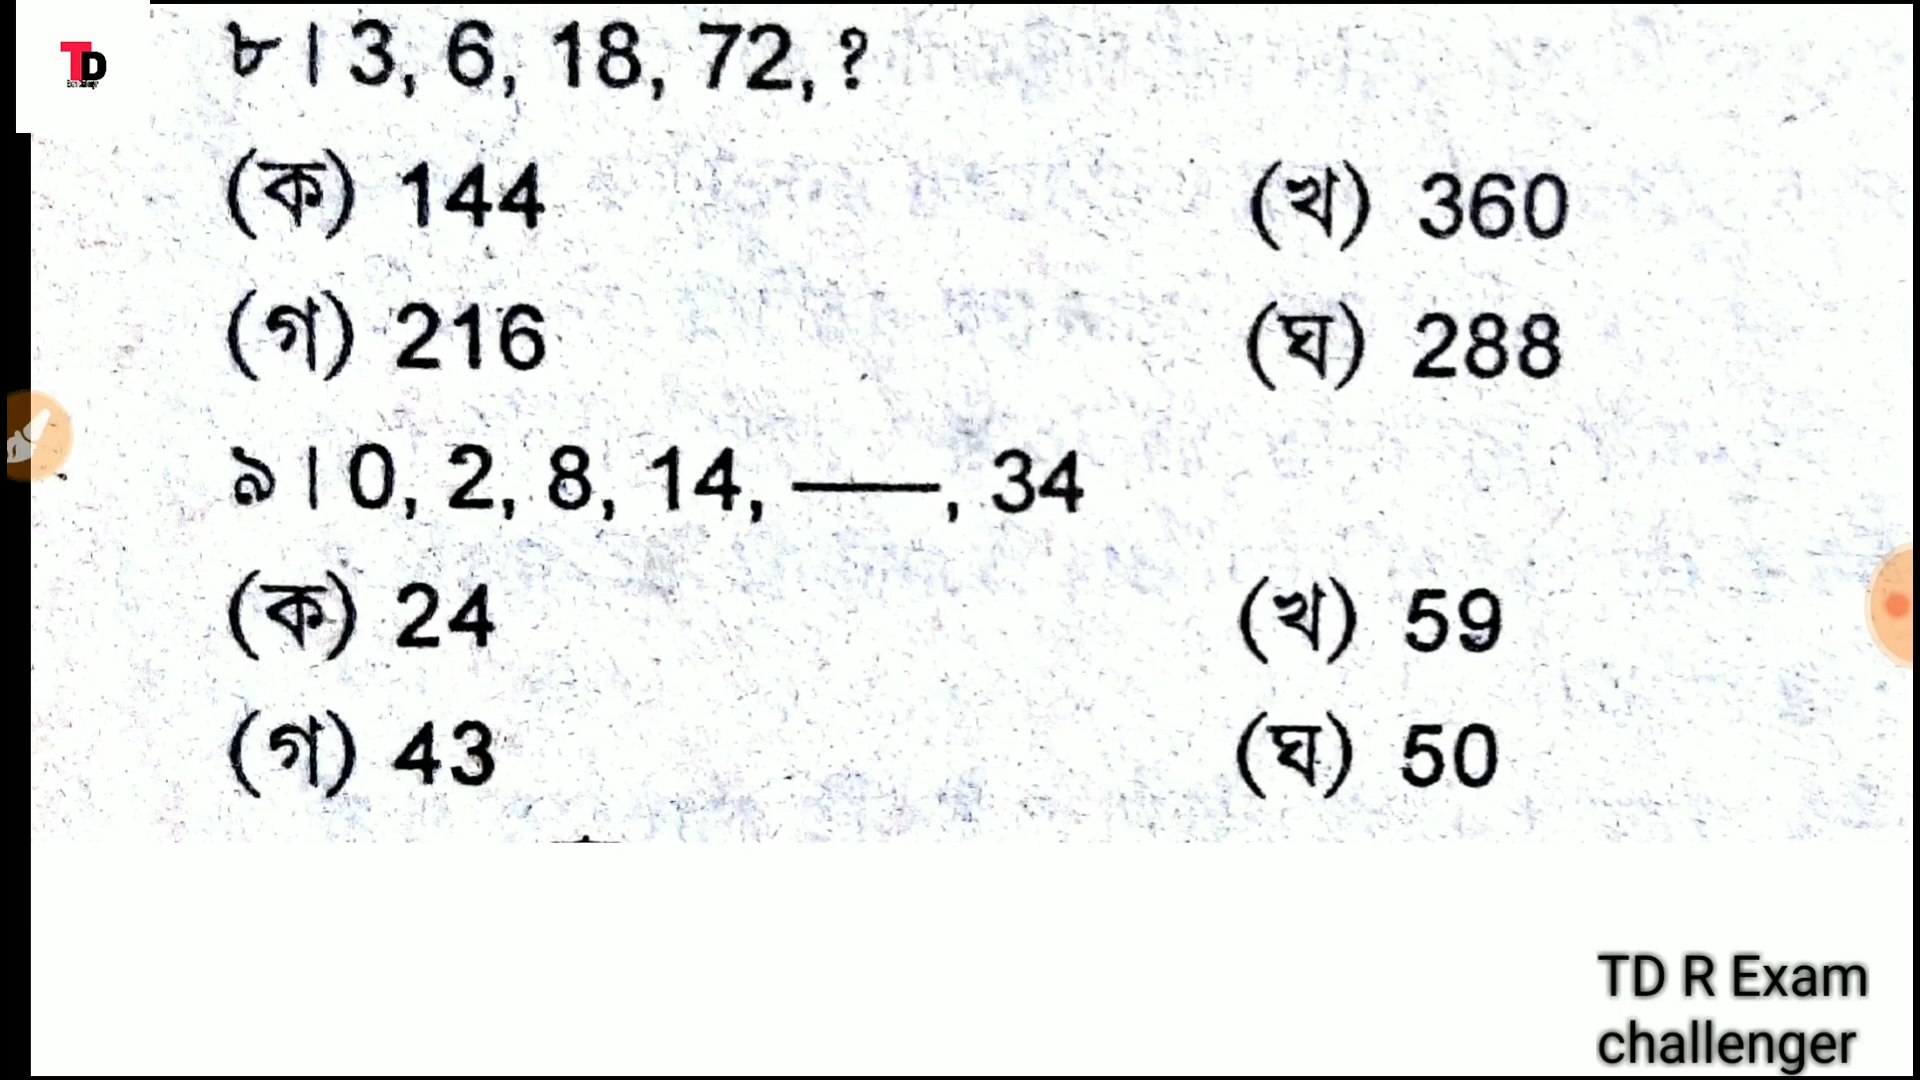 TD
৮। 3, 6, 18, 72, ?
(ক) 144 (খ) 360
(গ) 216 (ঘ) 288
৯। 0, 2, 8, 14, ——, 34
(ক) 24 (খ) 59
(গ) 43 (ঘ) 50
TD R Exam
challenger